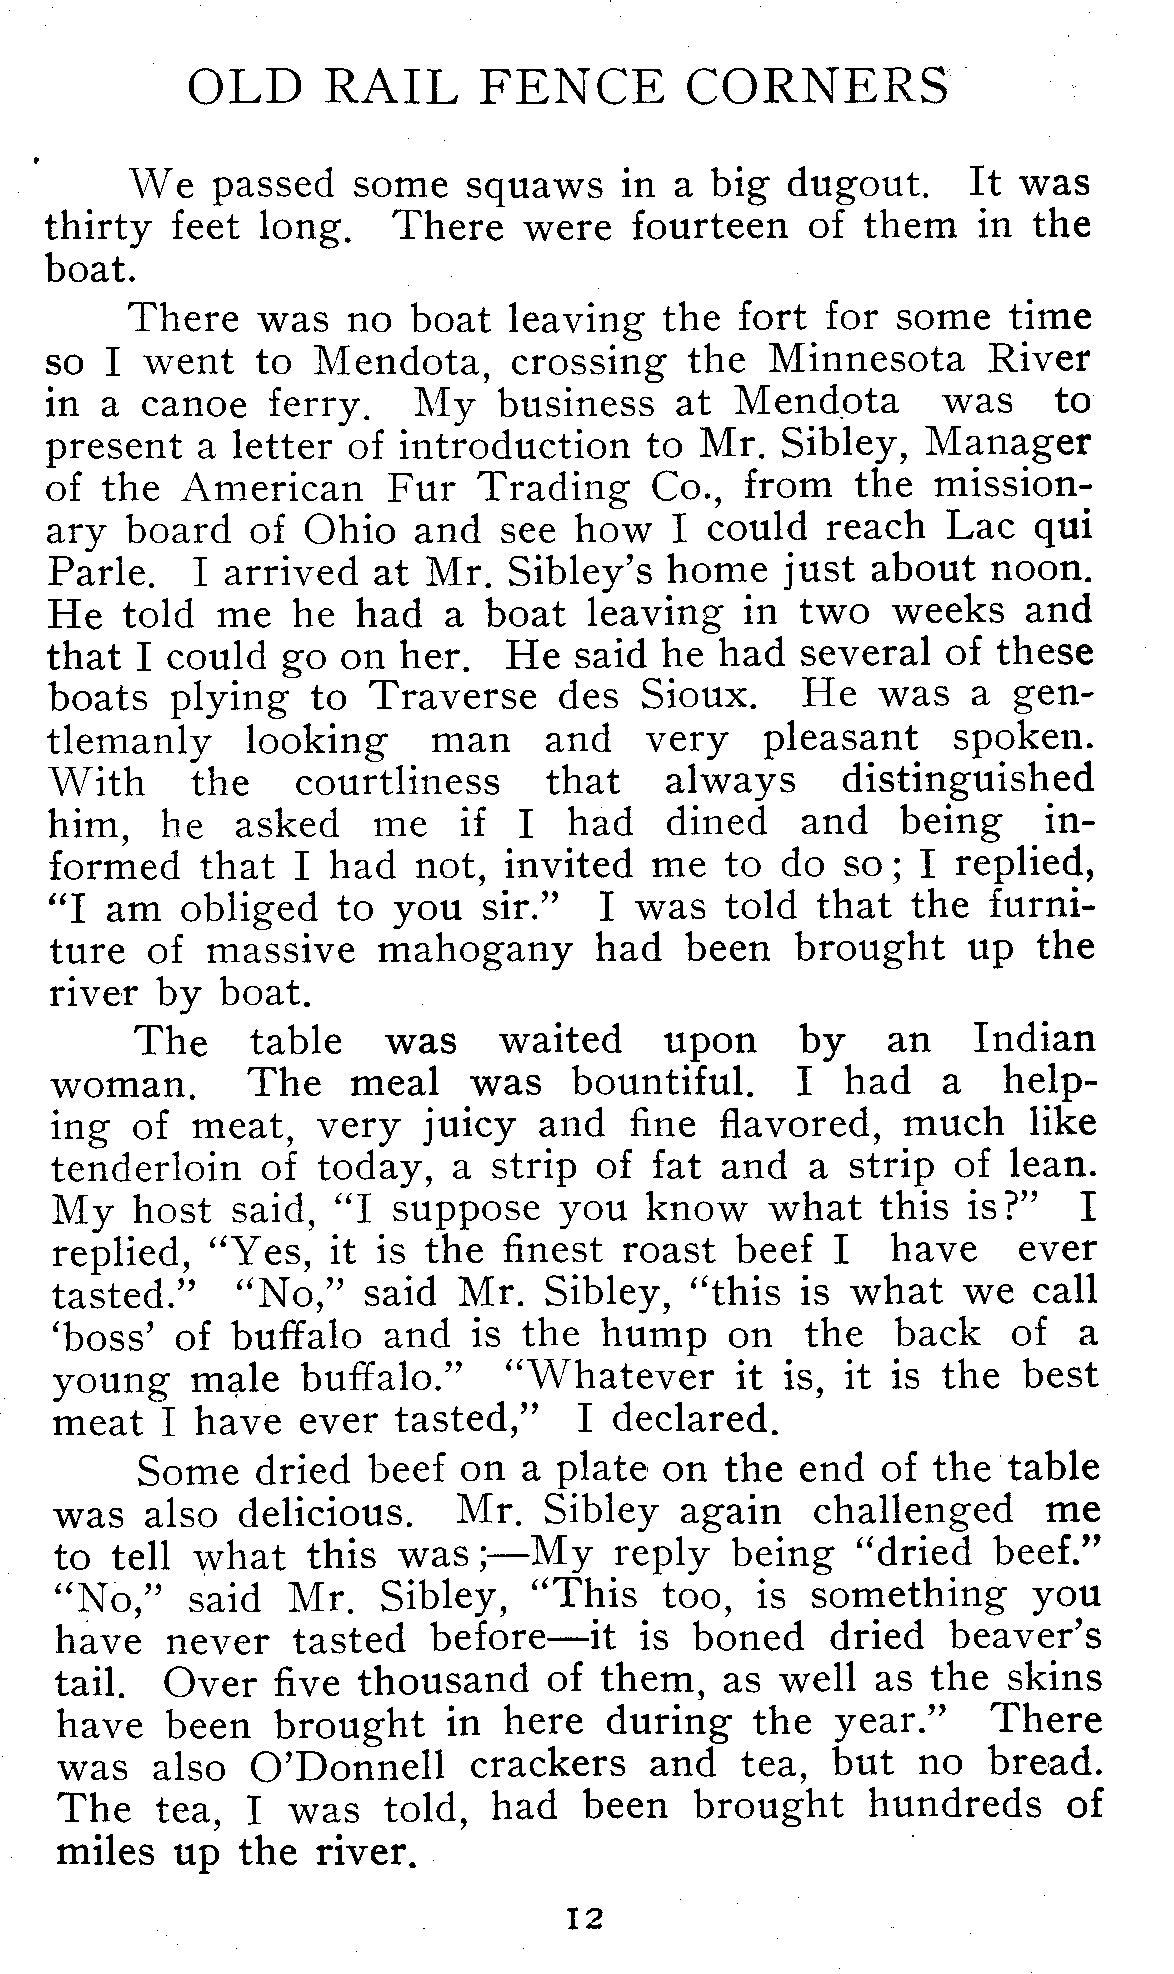 OLD RAIL FENCE CORNERS
We passed some squaws in a big dugout. It was
thirty feet long. There were fourteen of them in the
boat.
There was no boat leaving the fort for some time
so I went to Mendota, crossing the Minnesota River
in a canoe ferry. My business at Mendota was to
present a letter of introduction to Mr. Sibley, Manager
of the American Fur Trading Co., from the mission-
ary board of Ohio and see how I could reach Lac qui
Parle. I arrived at Mr. Sibley's home just about noon.
He told me he had a boat leaving in two weeks and
that I could go on her. He said he had several of these
boats plying to Traverse des Sioux. He was a gen-
tlemanly looking man and very pleasant spoken.
With the courtliness that always distinguished
him, he asked me if I had dined and being in-
formed that I had not, invited me to do so; I replied,
"I am obliged to you sir." I was told that the furni-
ture of massive mahogany had been brought up the
river by boat.
The table was waited upon by an Indian
woman. The meal was bountiful. I had a help-
ing of meat, very juicy and fine flavored, much like
tenderloin of today, a strip of fat and a strip of lean.
My host said, "I suppose you know what this is?" I
replied, "Yes, it is the finest roast beef I have ever
tasted." "No," said Mr. Sibley, "this is what we call
'boss' of buffalo and is the hump on the back of a
young male buffalo." "Whatever it is, it is the best
meat I have ever tasted," I declared.
Some dried beef on a plate on the end of the table
was also delicious. Mr. Sibley again challenged me
to tell what this was;—My reply being "dried beef."
"No," said Mr. Sibley, "This too, is something you
have never tasted before—it is boned dried beaver's
tail. Over five thousand of them, as well as the skins
have been brought in here during the year." There
was also O'Donnell crackers and tea, but no bread.
The tea, I was told, had been brought hundreds of
miles up the river.
12